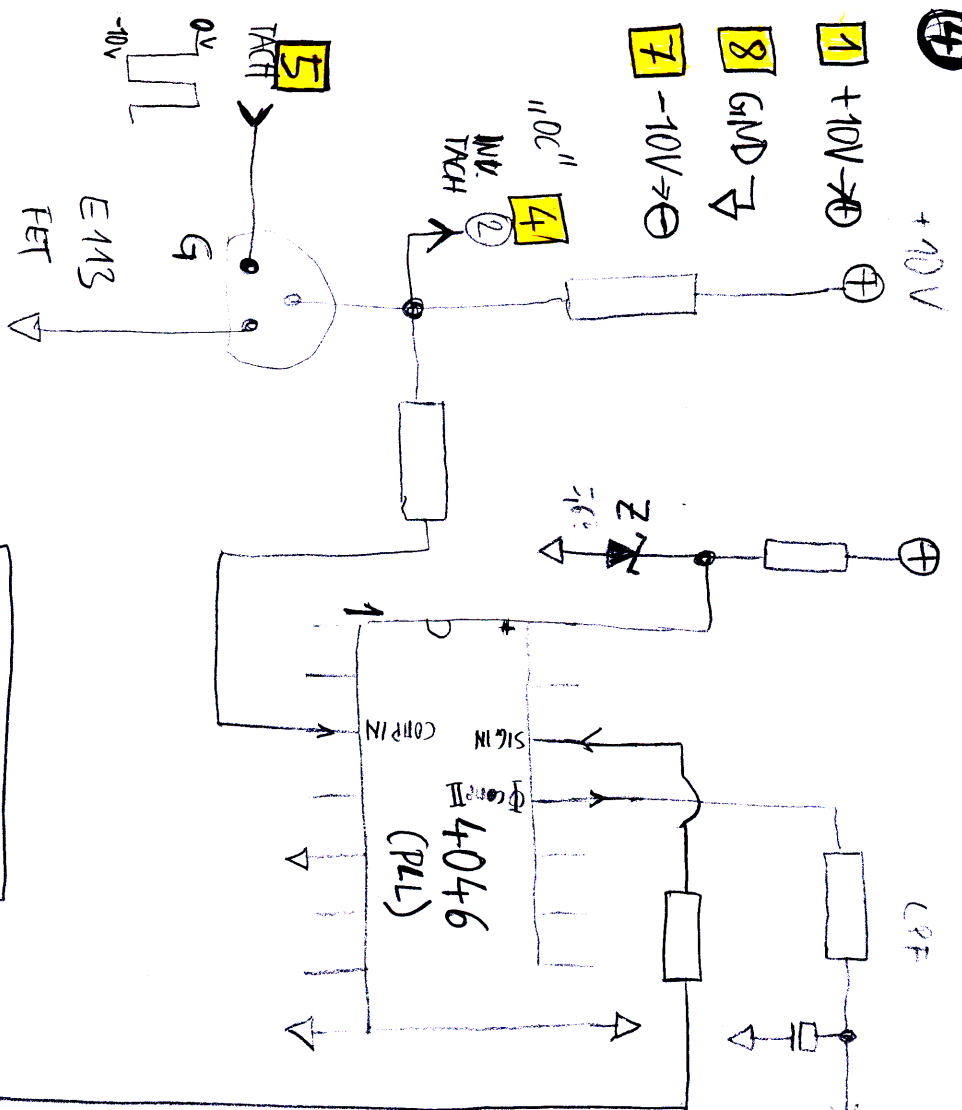 4
1 +10V
8 GND
7 -10V
+10V
5
TACH
0V
-10V
"OC"
INV.
TACH
4
2
G
E113
FET
Z
1
COMP IN
SIG IN
COMP II
4046
(PLL)
LPF